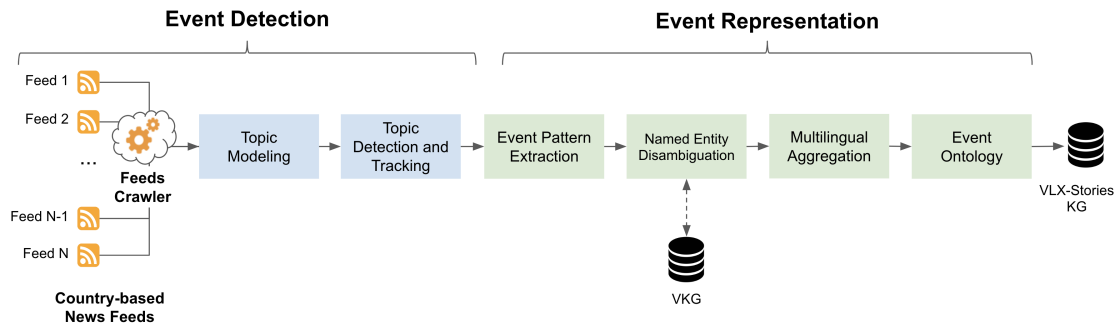 Event Detection
Event Representation
Feed 1
Feed 2
...
Feeds
Crawler
Feed N-1
Feed N
Country-based
News Feeds
Topic
Modeling
Topic
Detection and
Tracking
Event Pattern
Extraction
Named Entity
Disambiguation
Multilingual
Aggregation
Event
Ontology
VKG
VLX-Stories
KG